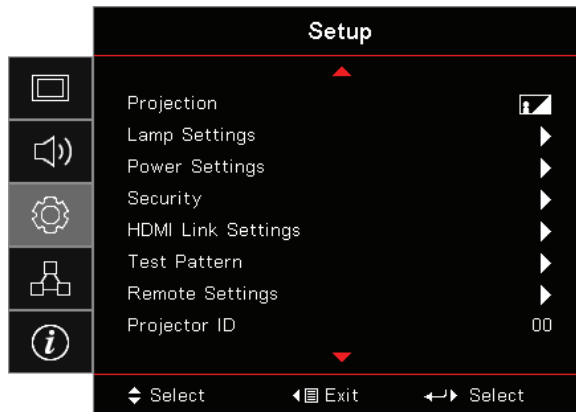 Setup
Projection
Lamp Settings
Power Settings
Security
HDMI Link Settings
Test Pattern
Remote Settings
Projector ID 00
Select Exit Select